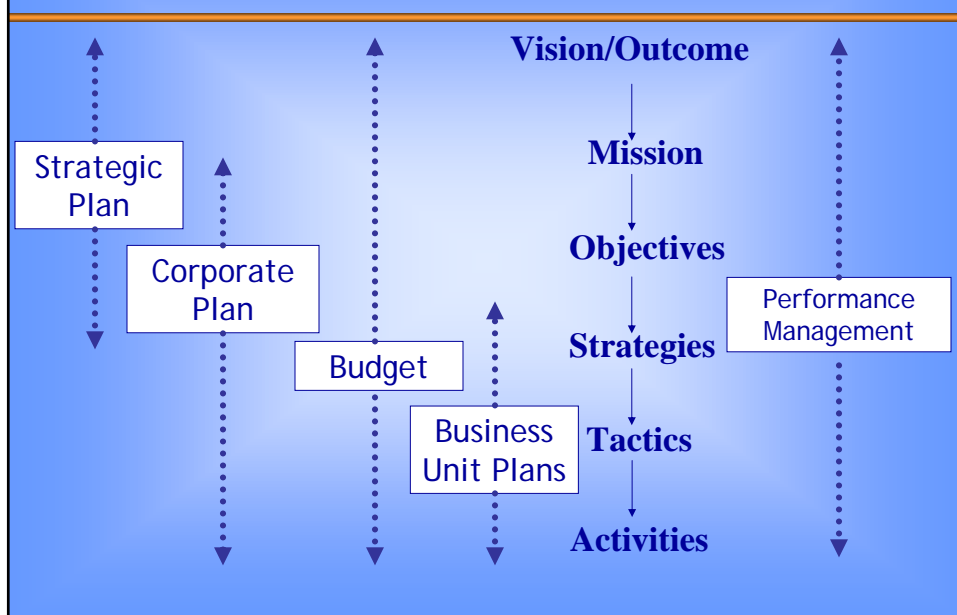 Vision/Outcome
Mission
Strategic
Plan
Objectives
Corporate
Plan
Performance
Management
Strategies
Budget
Business
Unit Plans
Tactics
Activities